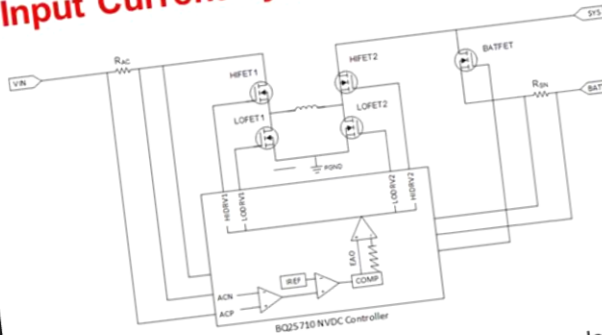 Input Current
SYS
BATFET
RAC
HIFET1
HIFET2
VIN
RSN
BAT
LOFET1
LOFET2
PGND
HIDRV1
LODRV1
LODRV2
HIDRV2
EAO
IREF
COMP
ACN
ACP
BQ25710 NVDC Controller